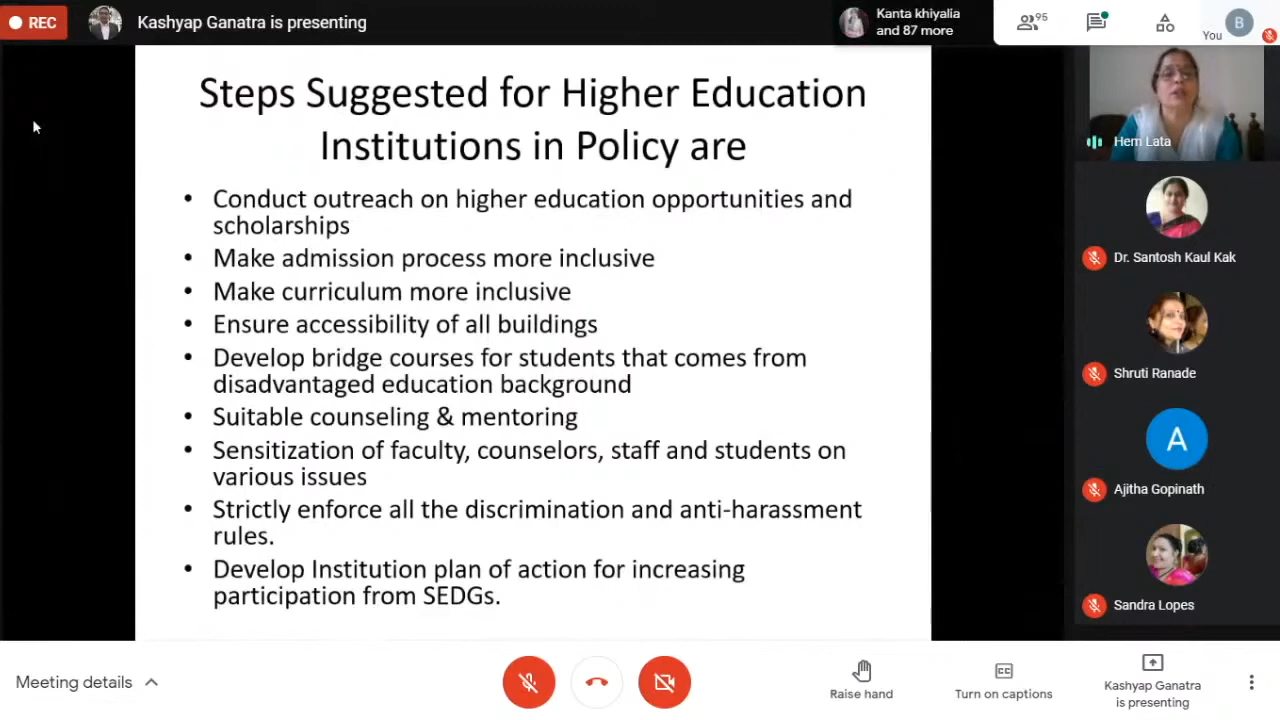 REC
Kashyap Ganatra is presenting
Kanta khiyalia
and 87 more
95
You
B
Steps Suggested for Higher Education
Institutions in Policy are
• Conduct outreach on higher education opportunities and
scholarships
• Make admission process more inclusive
• Make curriculum more inclusive
• Ensure accessibility of all buildings
• Develop bridge courses for students that comes from
disadvantaged education background
• Suitable counseling & mentoring
• Sensitization of faculty, counselors, staff and students on
various issues
• Strictly enforce all the discrimination and anti-harassment
rules.
• Develop Institution plan of action for increasing
participation from SEDGs.
Hem Lata
Dr. Santosh Kaul Kak
Shruti Ranade
A
Ajitha Gopinath
Sandra Lopes
Meeting details
Raise hand
CC
Turn on captions
Kashyap Ganatra
is presenting